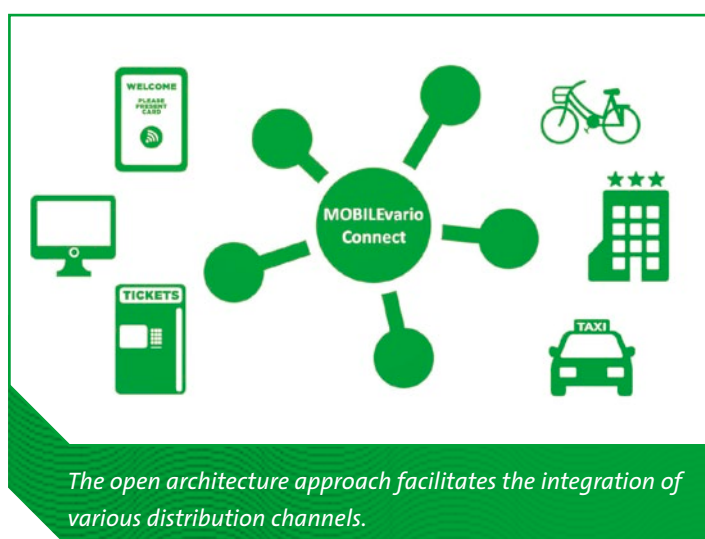 WELCOME
PLEASE
PRESENT
CARD
TICKETS
MOBILEvario
Connect
TAXI
The open architecture approach facilitates the integration of
various distribution channels.